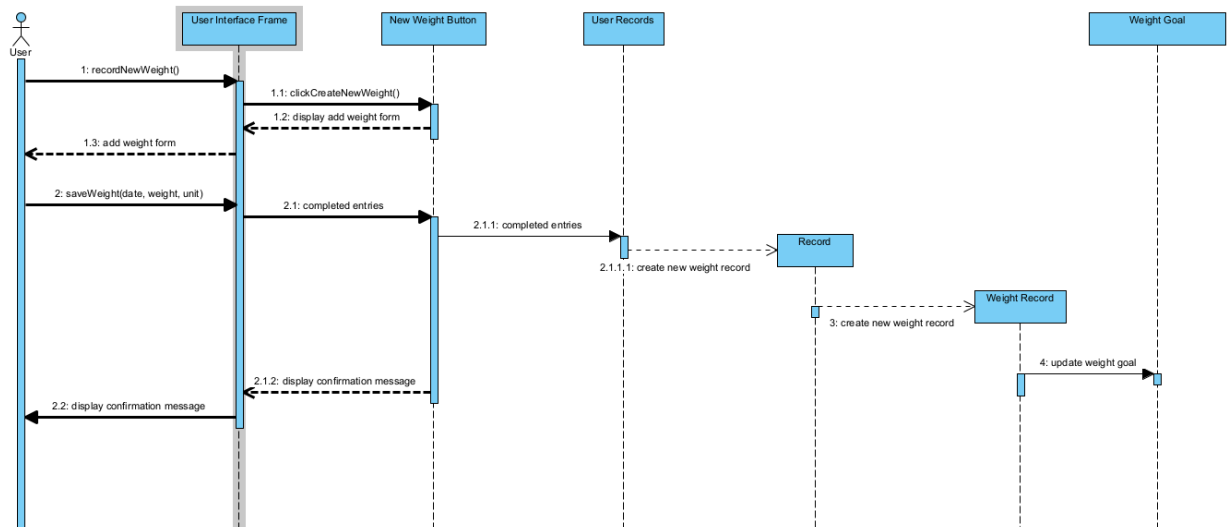 User Interface Frame
New Weight Button
User Records
Weight Goal
User
1: recordNewWeight()
1.1: clickCreateNewWeight()
1.2: display add weight form
1.3: add weight form
2: saveWeight(date, weight, unit)
2.1: completed entries
2.1.1: completed entries
Record
2.1.1.1: create new weight record
Weight Record
3: create new weight record
4: update weight goal
2.1.2: display confirmation message
2.2: display confirmation message